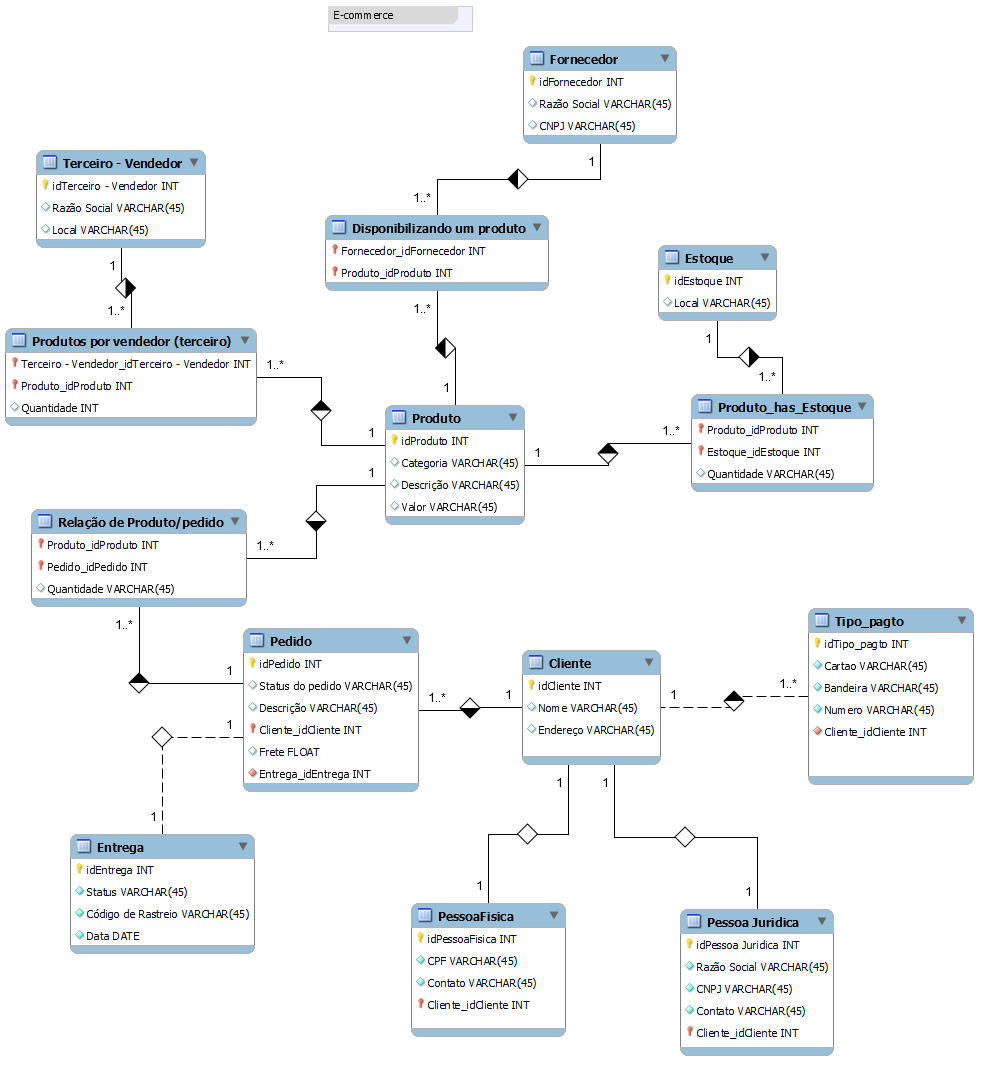 E-commerce
Fornecedor
idFornecedor INT
Razão Social VARCHAR(45)
CNPJ VARCHAR(45)
1
1..*
Terceiro - Vendedor
idTerceiro - Vendedor INT
Razão Social VARCHAR(45)
Local VARCHAR(45)
1
1..*
Disponibilizando um produto
Fornecedor_idFornecedor INT
Produto_idProduto INT
1..*
1
Estoque
idEstoque INT
Local VARCHAR(45)
1
1..*
Produtos por vendedor (terceiro)
Terceiro - Vendedor_idTerceiro - Vendedor INT
Produto_idProduto INT
Quantidade INT
1..*
1
Produto
idProduto INT
Categoria VARCHAR(45)
Descrição VARCHAR(45)
Valor VARCHAR(45)
1
1..*
Produto_has_Estoque
Produto_idProduto INT
Estoque_idEstoque INT
Quantidade VARCHAR(45)
1
1..*
Relação de Produto/pedido
Produto_idProduto INT
Pedido_idPedido INT
Quantidade VARCHAR(45)
1..*
1
Pedido
idPedido INT
Status do pedido VARCHAR(45)
Descrição VARCHAR(45)
Cliente_idCliente INT
Frete FLOAT
Entrega_idEntrega INT
1..*
1
1
1
Cliente
idCliente INT
Nome VARCHAR(45)
Endereço VARCHAR(45)
1
1..*
Tipo_pagto
idTipo_pagto INT
Cartao VARCHAR(45)
Bandeira VARCHAR(45)
Numero VARCHAR(45)
Cliente_idCliente INT
1
1
1
1
Entrega
idEntrega INT
Status VARCHAR(45)
Código de Rastreio VARCHAR(45)
Data DATE
PessoaFisica
idPessoaFisica INT
CPF VARCHAR(45)
Contato VARCHAR(45)
Cliente_idCliente INT
Pessoa Juridica
idPessoa Juridica INT
Razão Social VARCHAR(45)
CNPJ VARCHAR(45)
Contato VARCHAR(45)
Cliente_idCliente INT